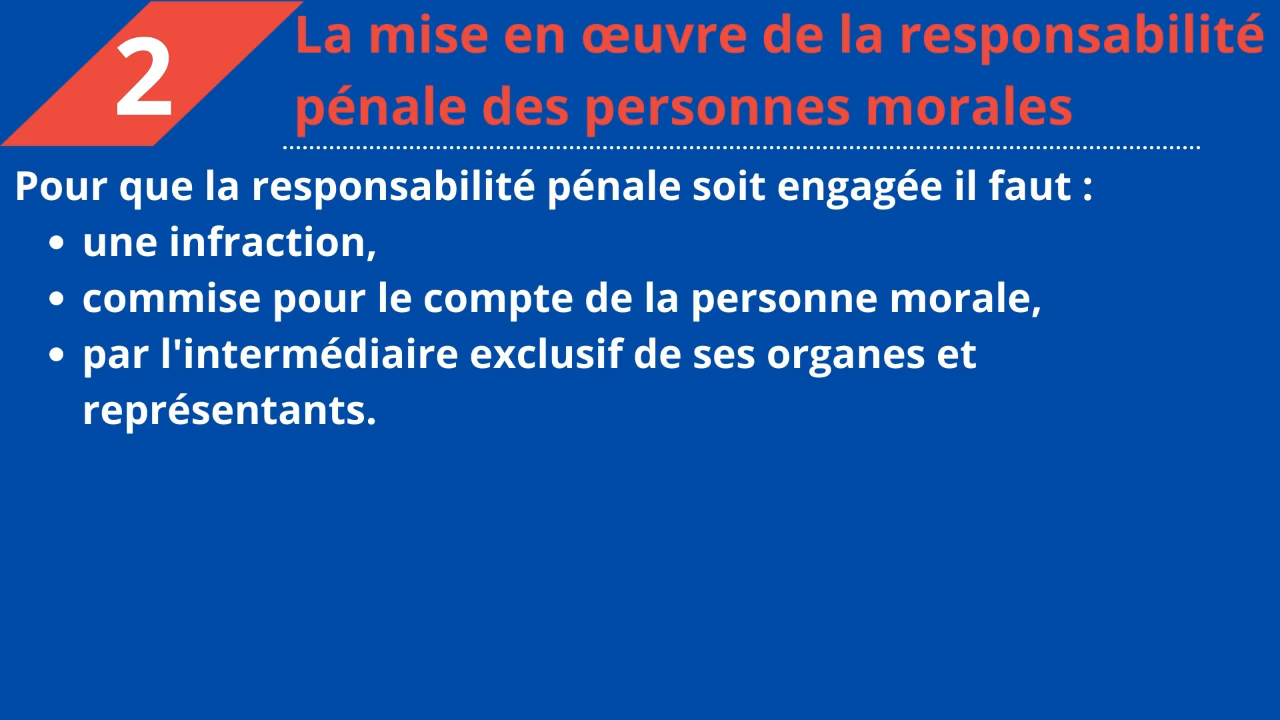 2
La mise en œuvre de la responsabilité
pénale des personnes morales
Pour que la responsabilité pénale soit engagée il faut :
• une infraction,
• commise pour le compte de la personne morale,
• par l'intermédiaire exclusif de ses organes et
représentants.